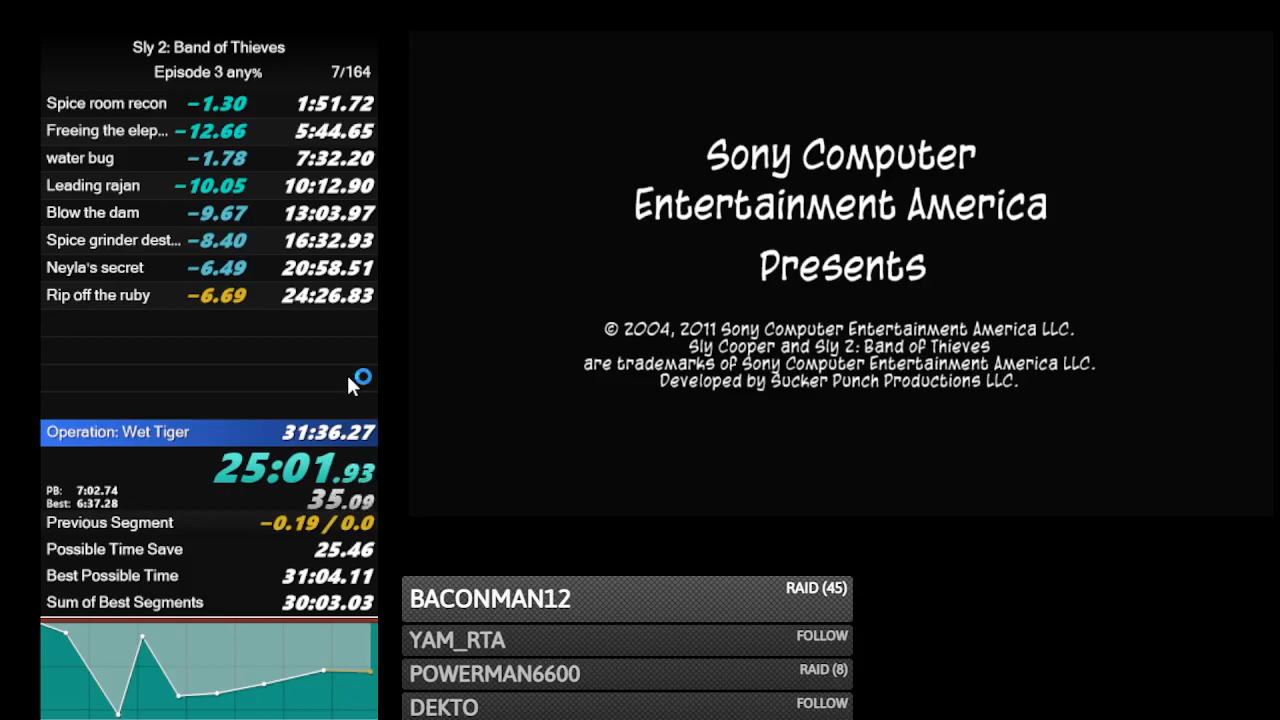 Sly 2: Band of Thieves
Episode 3 any% 7/164
Spice room recon -1.30 1:51.72
Freeing the elep... -12.66 5:44.65
water bug -1.78 7:32.20
Leading rajan -10.05 10:12.90
Blow the dam -9.67 13:03.97
Spice grinder dest... -8.40 16:32.93
Neyla's secret -6.49 20:58.51
Rip off the ruby -6.69 24:26.83
Operation: Wet Tiger 31:36.27
25:01.93
PB: 7:02.74
Best: 6:37.28
35.09
Previous Segment -0.19 / 0.0
Possible Time Save 25.46
Best Possible Time 31:04.11
Sum of Best Segments 30:03.03
Sony Computer
Entertainment America
Presents
© 2004, 2011 Sony Computer Entertainment America LLC.
Sly Cooper and Sly 2: Band of Thieves
are trademarks of Sony Computer Entertainment America LLC.
Developed by Sucker Punch Productions LLC.
BACONMAN12 RAID (45)
YAM_RTA FOLLOW
POWERMAN6600 RAID (8)
DEKTO FOLLOW